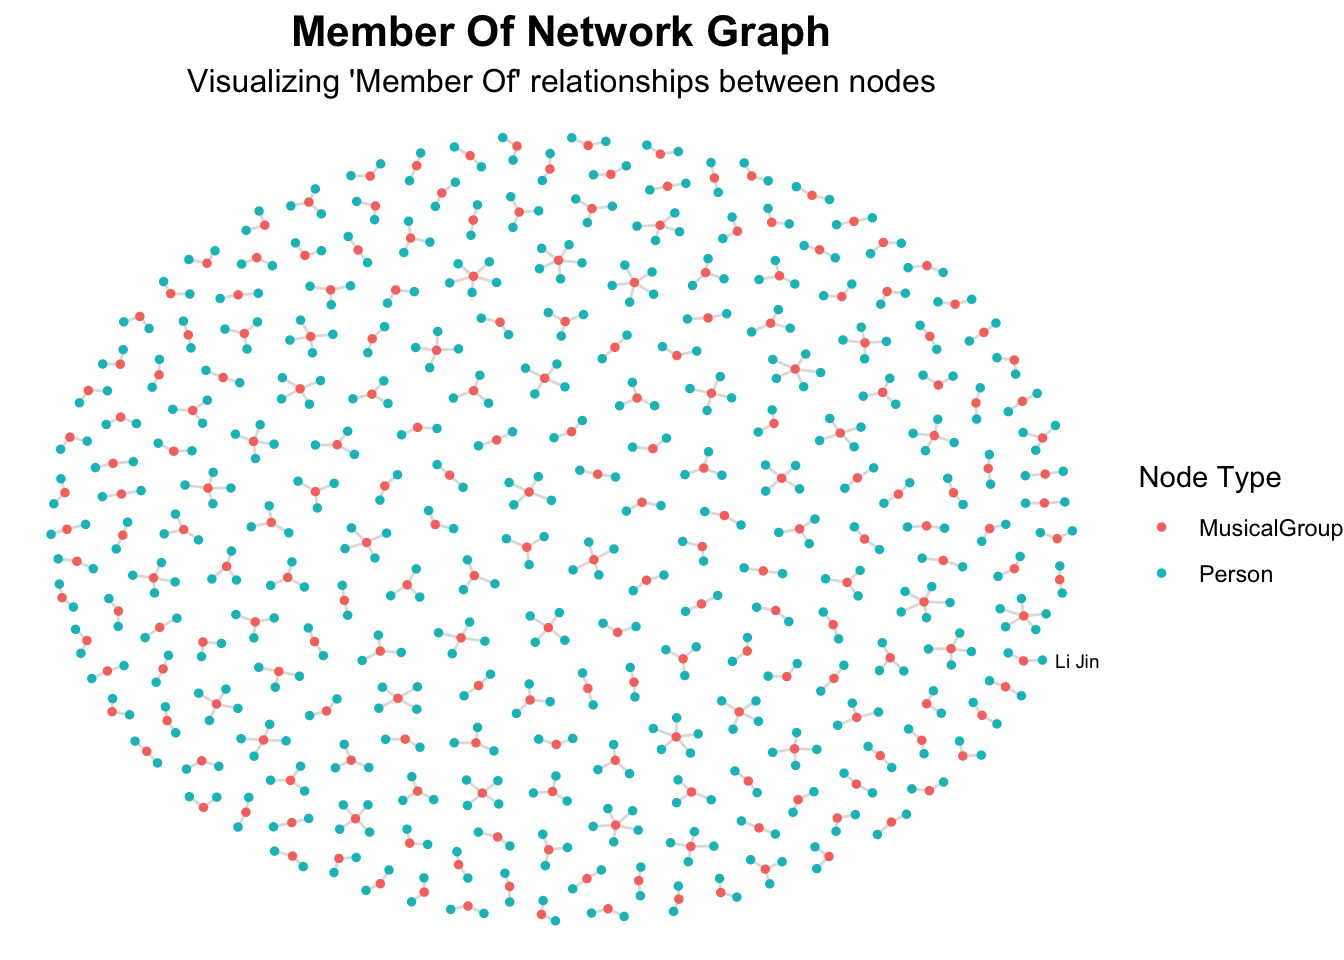 Member Of Network Graph
Visualizing 'Member Of' relationships between nodes
Node Type
MusicalGroup
Person
Li Jin